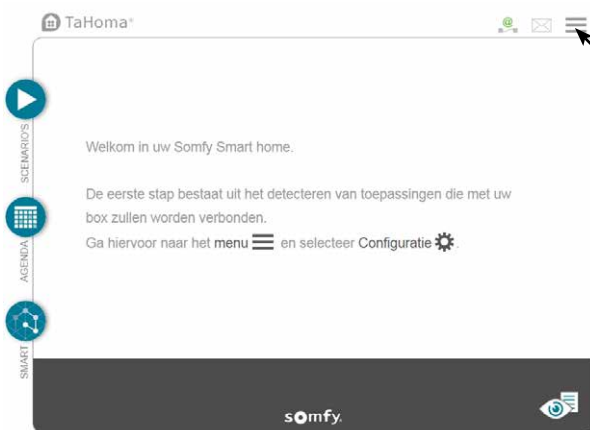 TaHoma®
@
SCENARIO'S
Welkom in uw Somfy Smart home.
De eerste stap bestaat uit het detecteren van toepassingen die met uw
box zullen worden verbonden.
Ga hiervoor naar het menu en selecteer Configuratie .
AGENDA
SMART
somfy.